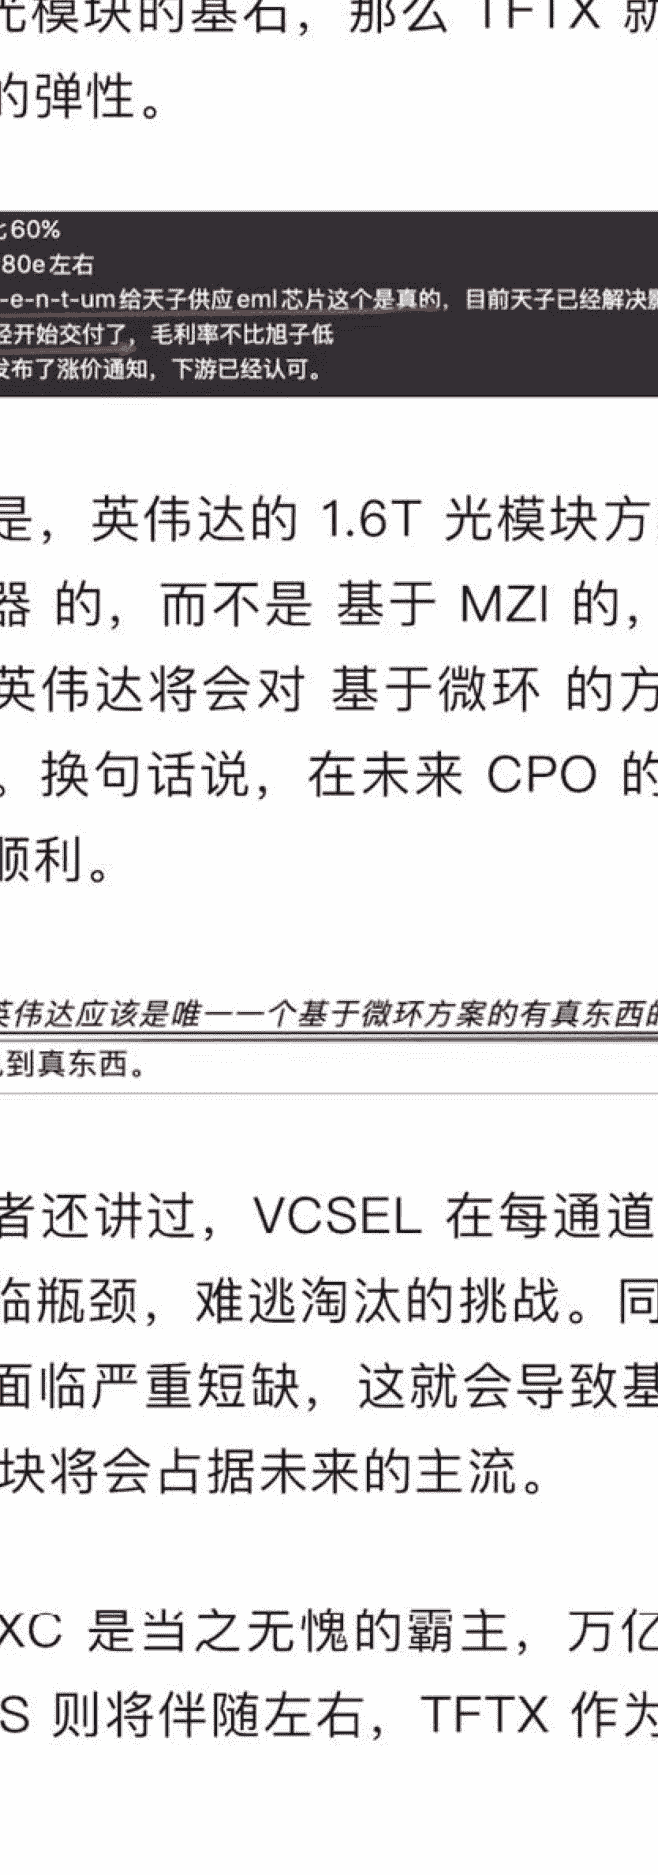 光模块的基石，那么 TFTX 就
的弹性。
比60%
80e左右
-e-n-t-um给天孑供应eml芯片这个是真的，目前天孑已经解决
经开始交付了，毛利率不比旭孑低
发布了涨价通知，下游已经认可。
是，英伟达的 1.6T 光模块方
器 的，而不是 基于 MZI 的，
英伟达将会对 基于微环 的方
。换句话说，在未来 CPO 的
顺利。
英伟达应该是唯一一个基于微环方案的有真东西的
到真东西。
者还讲过，VCSEL 在每通道
临瓶颈，难逃淘汰的挑战。同
面临严重短缺，这就会导致基
块将会占据未来的主流。
XC 是当之无愧的霸主，万亿
S 则将伴随左右，TFTX 作为